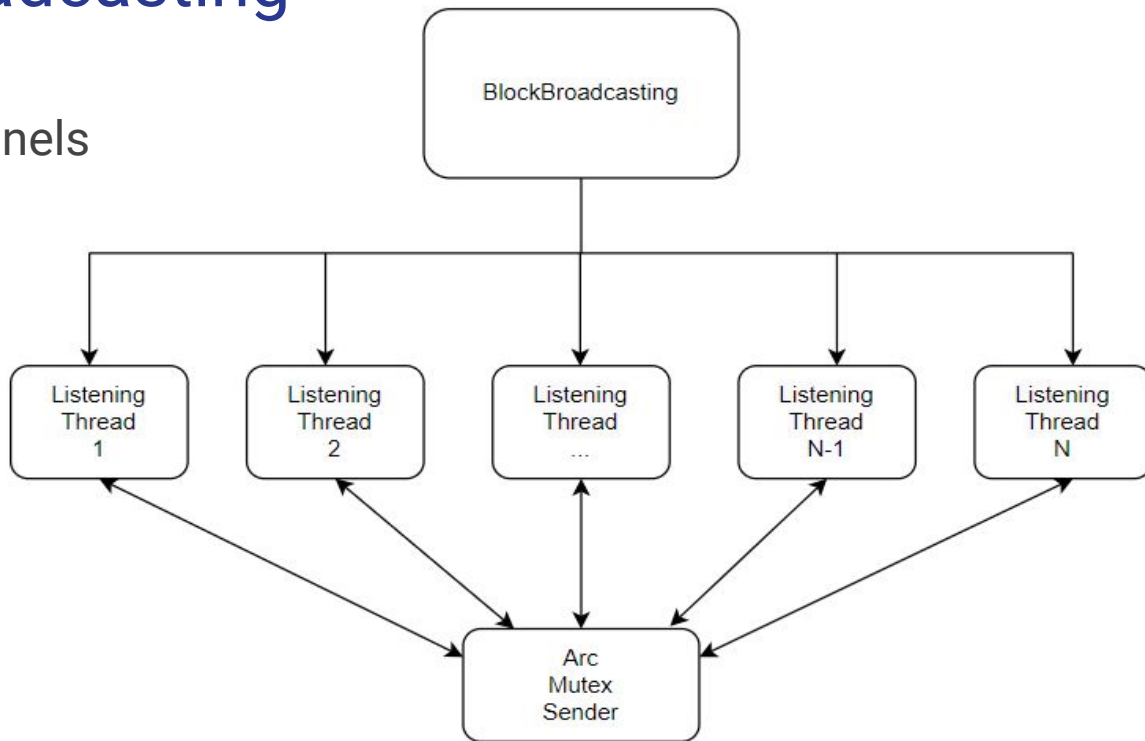 adcasting
nels
BlockBroadcasting
Listening
Thread
1
Listening
Thread
2
Listening
Thread
...
Listening
Thread
N-1
Listening
Thread
N
Arc
Mutex
Sender